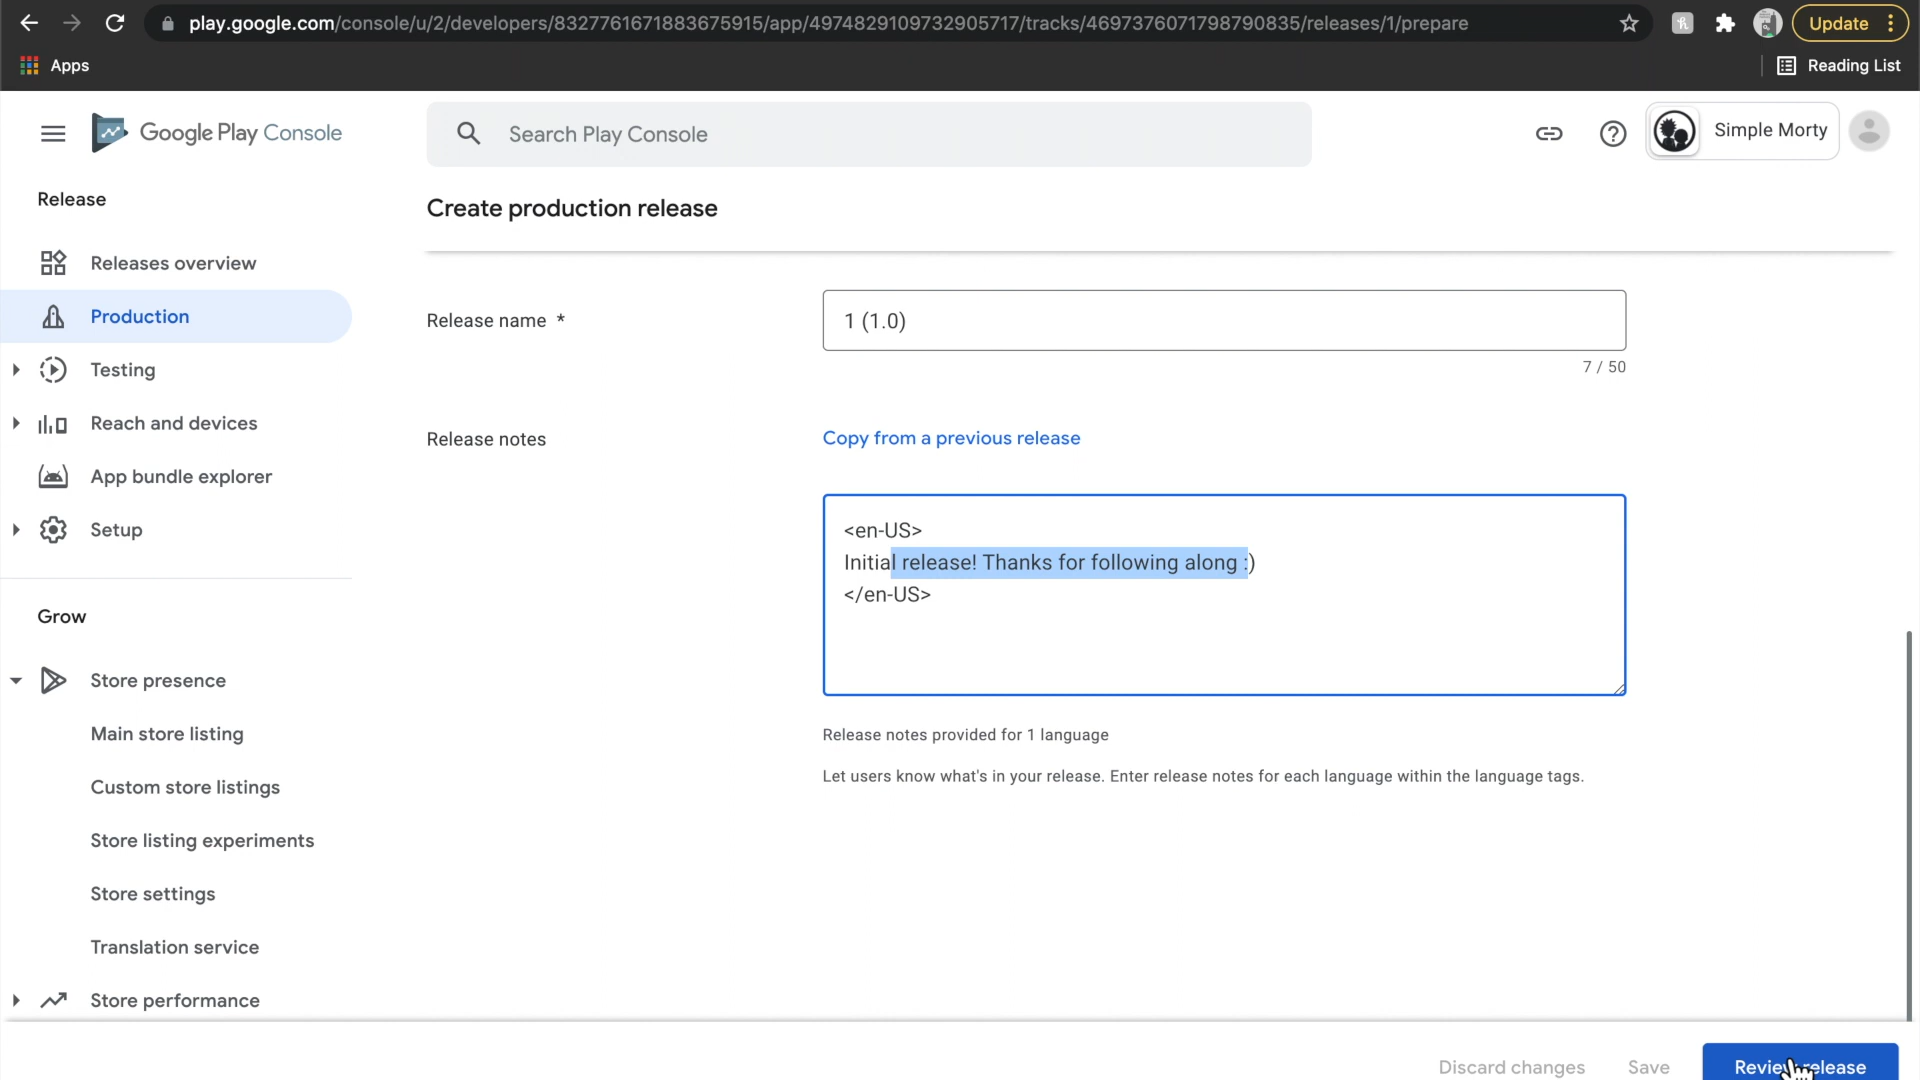 play.google.com/console/u/2/developers/8327761671883675915/app/4974829109732905717/tracks/4697376071798790835/releases/1/prepare
Update
Apps
Reading List
Google Play Console
Search Play Console
Simple Morty
Release
Create production release
Releases overview
Production
Release name *
1 (1.0)
7 / 50
Testing
Reach and devices
Release notes
Copy from a previous release
App bundle explorer
Setup
<en-US>
Initial release! Thanks for following along :)
</en-US>
Grow
Store presence
Main store listing
Release notes provided for 1 language
Let users know what's in your release. Enter release notes for each language within the language tags.
Custom store listings
Store listing experiments
Store settings
Translation service
Store performance
Discard changes
Save
Review release